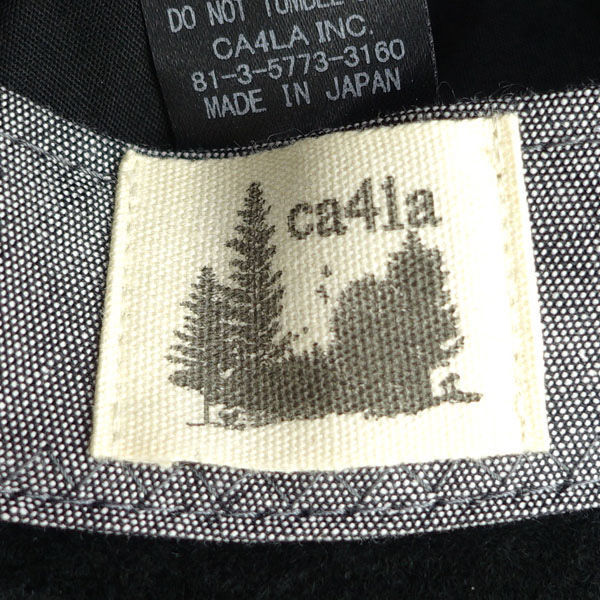 DO NOT TUMBLE
CA4LA INC.
81-3-5773-3160
MADE IN JAPAN
ca4la